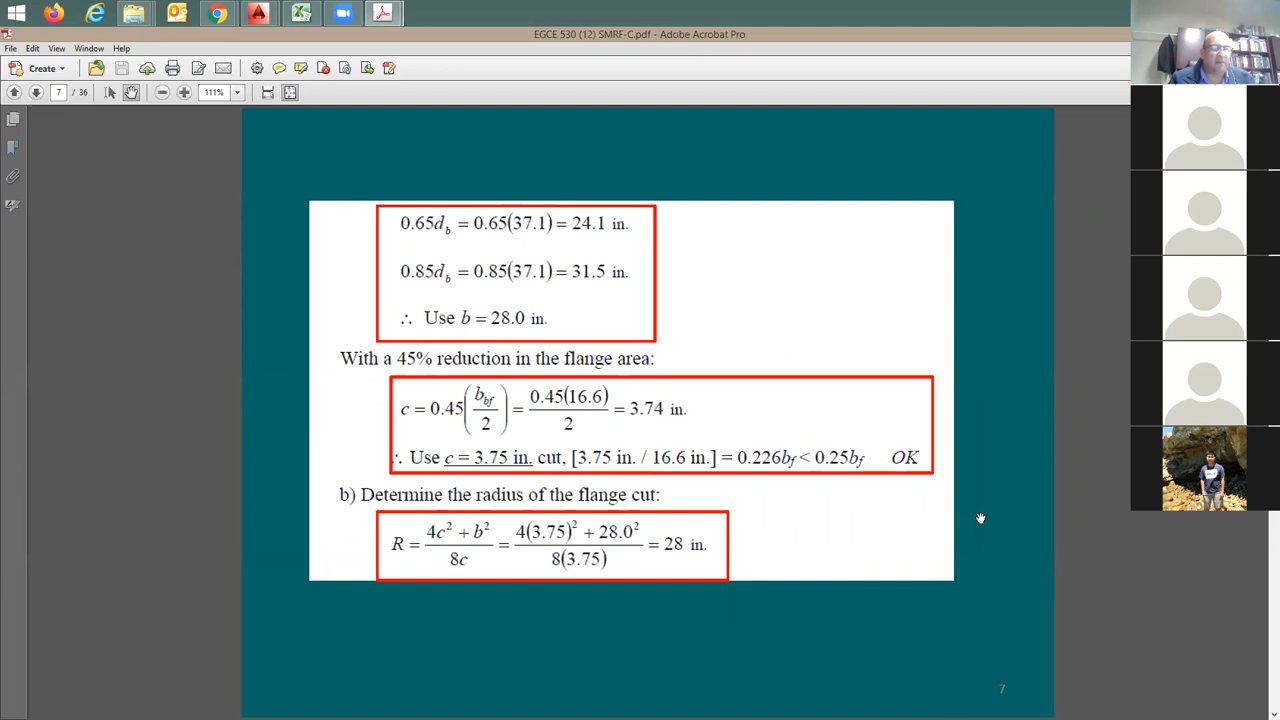 EGCE 530 (12) SMRF-C.pdf - Adobe Acrobat Pro
File Edit View Window Help
Create
7 / 36 111%
0.65d_b = 0.65(37.1) = 24.1 in.
0.85d_b = 0.85(37.1) = 31.5 in.
∴ Use b = 28.0 in.
With a 45% reduction in the flange area:
c = 0.45(b_bf/2) = 0.45(16.6)/2 = 3.74 in.
∴ Use c = 3.75 in. cut, [3.75 in. / 16.6 in.] = 0.226b_f < 0.25b_f OK
b) Determine the radius of the flange cut:
R = (4c² + b²)/8c = (4(3.75)² + 28.0²)/8(3.75) = 28 in.
7